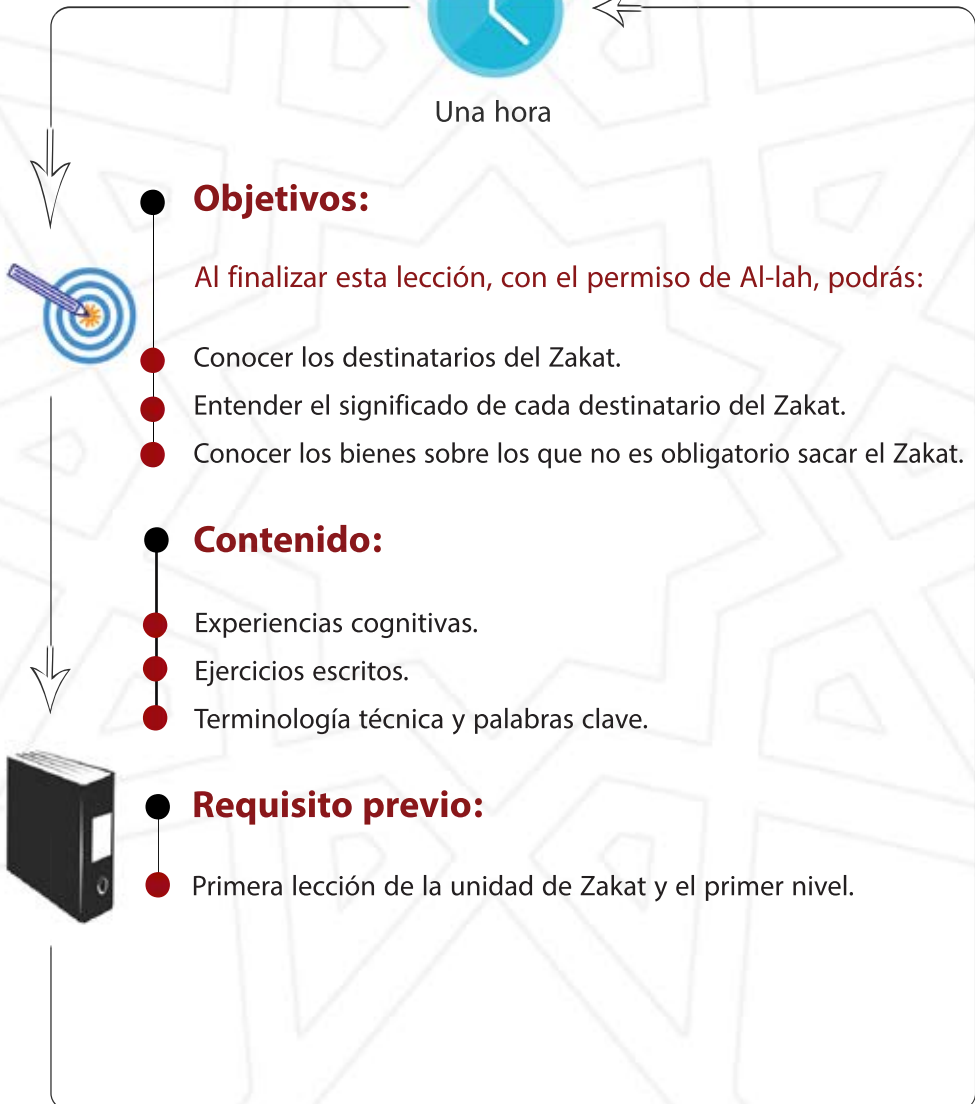 Una hora
Objetivos:
Al finalizar esta lección, con el permiso de Al-lah, podrás:
Conocer los destinatarios del Zakat.
Entender el significado de cada destinatario del Zakat.
Conocer los bienes sobre los que no es obligatorio sacar el Zakat.
Contenido:
Experiencias cognitivas.
Ejercicios escritos.
Terminología técnica y palabras clave.
Requisito previo:
Primera lección de la unidad de Zakat y el primer nivel.